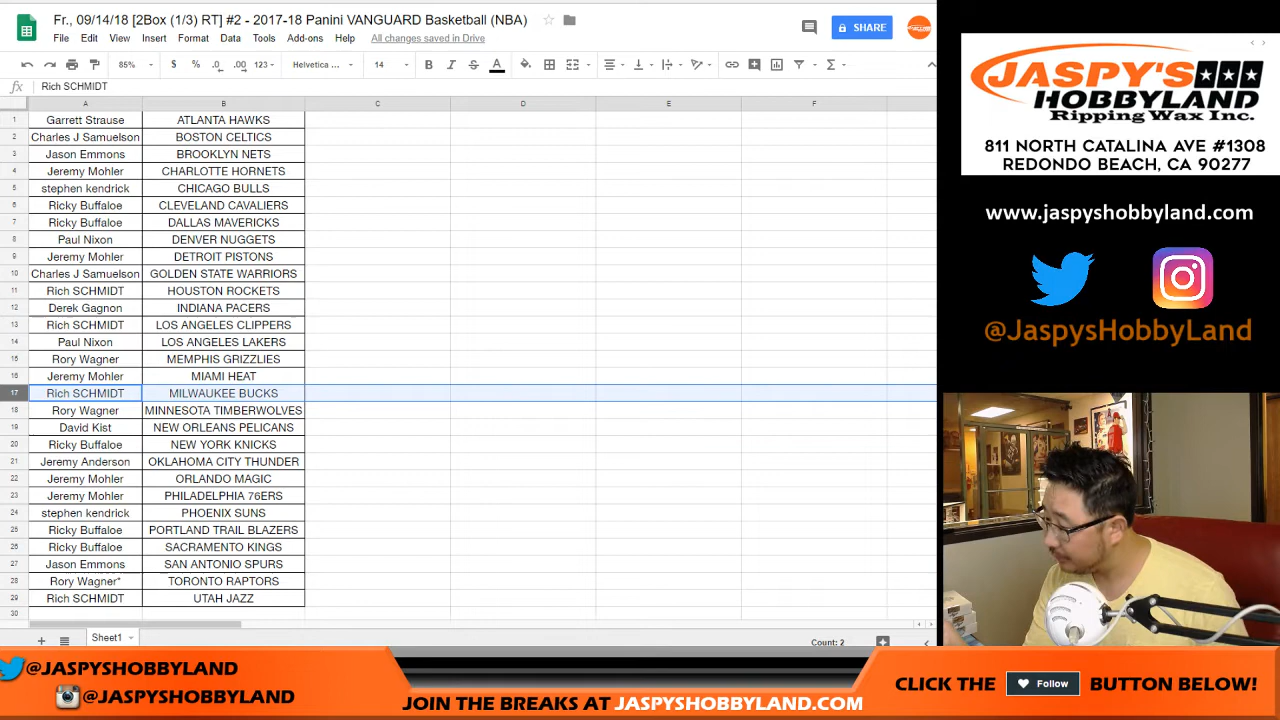 Fr., 09/14/18 [2Box (1/3) RT] #2 - 2017-18 Panini VANGUARD Basketball (NBA)
File Edit View Insert Format Data Tools Add-ons Help All changes saved in Drive
SHARE
85% $ % .0 .00 123 Helvetica ... 14 B I S A
fx Rich SCHMIDT
A B C D E F
1 Garrett Strause ATLANTA HAWKS
2 Charles J Samuelson BOSTON CELTICS
3 Jason Emmons BROOKLYN NETS
4 Jeremy Mohler CHARLOTTE HORNETS
5 stephen kendrick CHICAGO BULLS
6 Ricky Buffaloe CLEVELAND CAVALIERS
7 Ricky Buffaloe DALLAS MAVERICKS
8 Paul Nixon DENVER NUGGETS
9 Jeremy Mohler DETROIT PISTONS
10 Charles J Samuelson GOLDEN STATE WARRIORS
11 Rich SCHMIDT HOUSTON ROCKETS
12 Derek Gagnon INDIANA PACERS
13 Rich SCHMIDT LOS ANGELES CLIPPERS
14 Paul Nixon LOS ANGELES LAKERS
15 Rory Wagner MEMPHIS GRIZZLIES
16 Jeremy Mohler MIAMI HEAT
17 Rich SCHMIDT MILWAUKEE BUCKS
18 Rory Wagner MINNESOTA TIMBERWOLVES
19 David Kist NEW ORLEANS PELICANS
20 Ricky Buffaloe NEW YORK KNICKS
21 Jeremy Anderson OKLAHOMA CITY THUNDER
22 Jeremy Mohler ORLANDO MAGIC
23 Jeremy Mohler PHILADELPHIA 76ERS
24 stephen kendrick PHOENIX SUNS
25 Ricky Buffaloe PORTLAND TRAIL BLAZERS
26 Ricky Buffaloe SACRAMENTO KINGS
27 Jason Emmons SAN ANTONIO SPURS
28 Rory Wagner* TORONTO RAPTORS
29 Rich SCHMIDT UTAH JAZZ
30
Sheet1
Count: 2
JASPY'S
HOBBYLAND
Ripping Wax Inc.
811 NORTH CATALINA AVE #1308
REDONDO BEACH, CA 90277
www.jaspyshobbyland.com
@JaspysHobbyLand
@JASPYSHOBBYLAND
@JASPYSHOBBYLAND
JOIN THE BREAKS AT JASPYSHOBBYLAND.COM
CLICK THE Follow BUTTON BELOW!